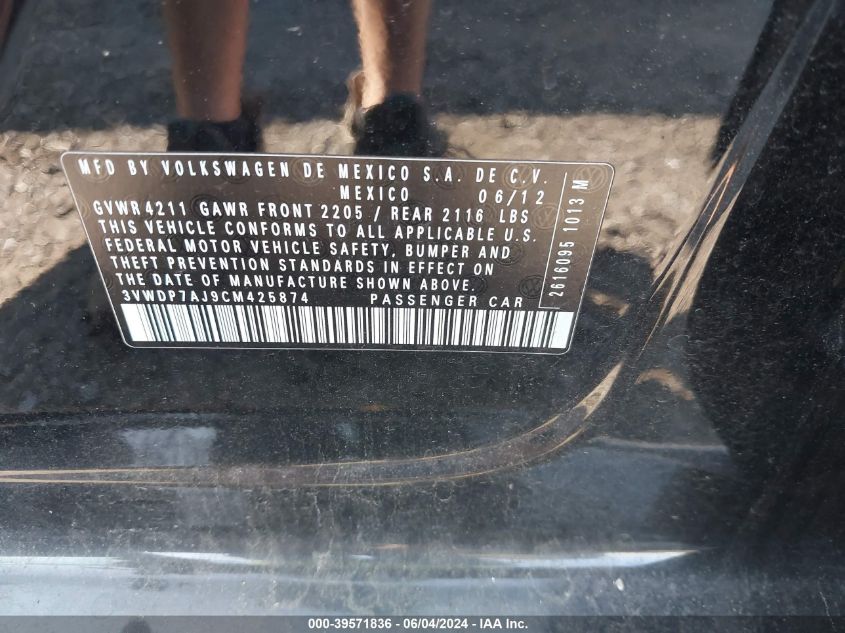 MFD BY VOLKSWAGEN DE MEXICO S.A. DE C.V.
MEXICO 06/12
GVWR 4211 GAWR FRONT 2205 / REAR 2116 LBS
THIS VEHICLE CONFORMS TO ALL APPLICABLE U.S.
FEDERAL MOTOR VEHICLE SAFETY, BUMPER AND
THEFT PREVENTION STANDARDS IN EFFECT ON
THE DATE OF MANUFACTURE SHOWN ABOVE.
3VWDP7AJ9CM425874 PASSENGER CAR
2616095 1013 M
000-39571836 - 06/04/2024 - IAA Inc.